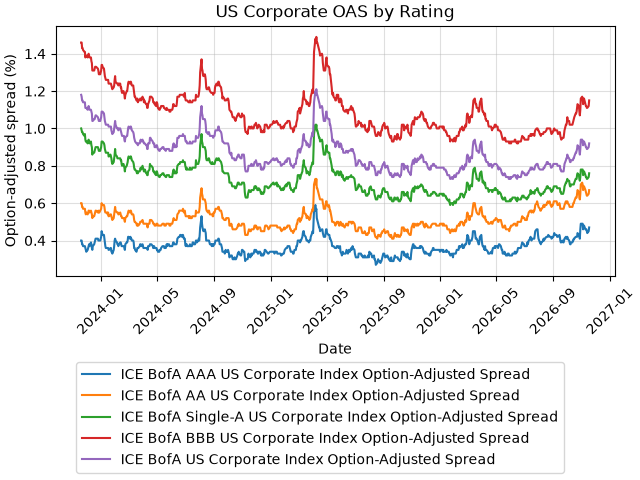 US Corporate OAS by Rating
Option-adjusted spread (%)
1.4
1.2
1.0
0.8
0.6
0.4
2024-01
2024-05
2024-09
2025-01
2025-05
2025-09
2026-01
2026-05
2026-09
2027-01
Date
ICE BofA AAA US Corporate Index Option-Adjusted Spread
ICE BofA AA US Corporate Index Option-Adjusted Spread
ICE BofA Single-A US Corporate Index Option-Adjusted Spread
ICE BofA BBB US Corporate Index Option-Adjusted Spread
ICE BofA US Corporate Index Option-Adjusted Spread